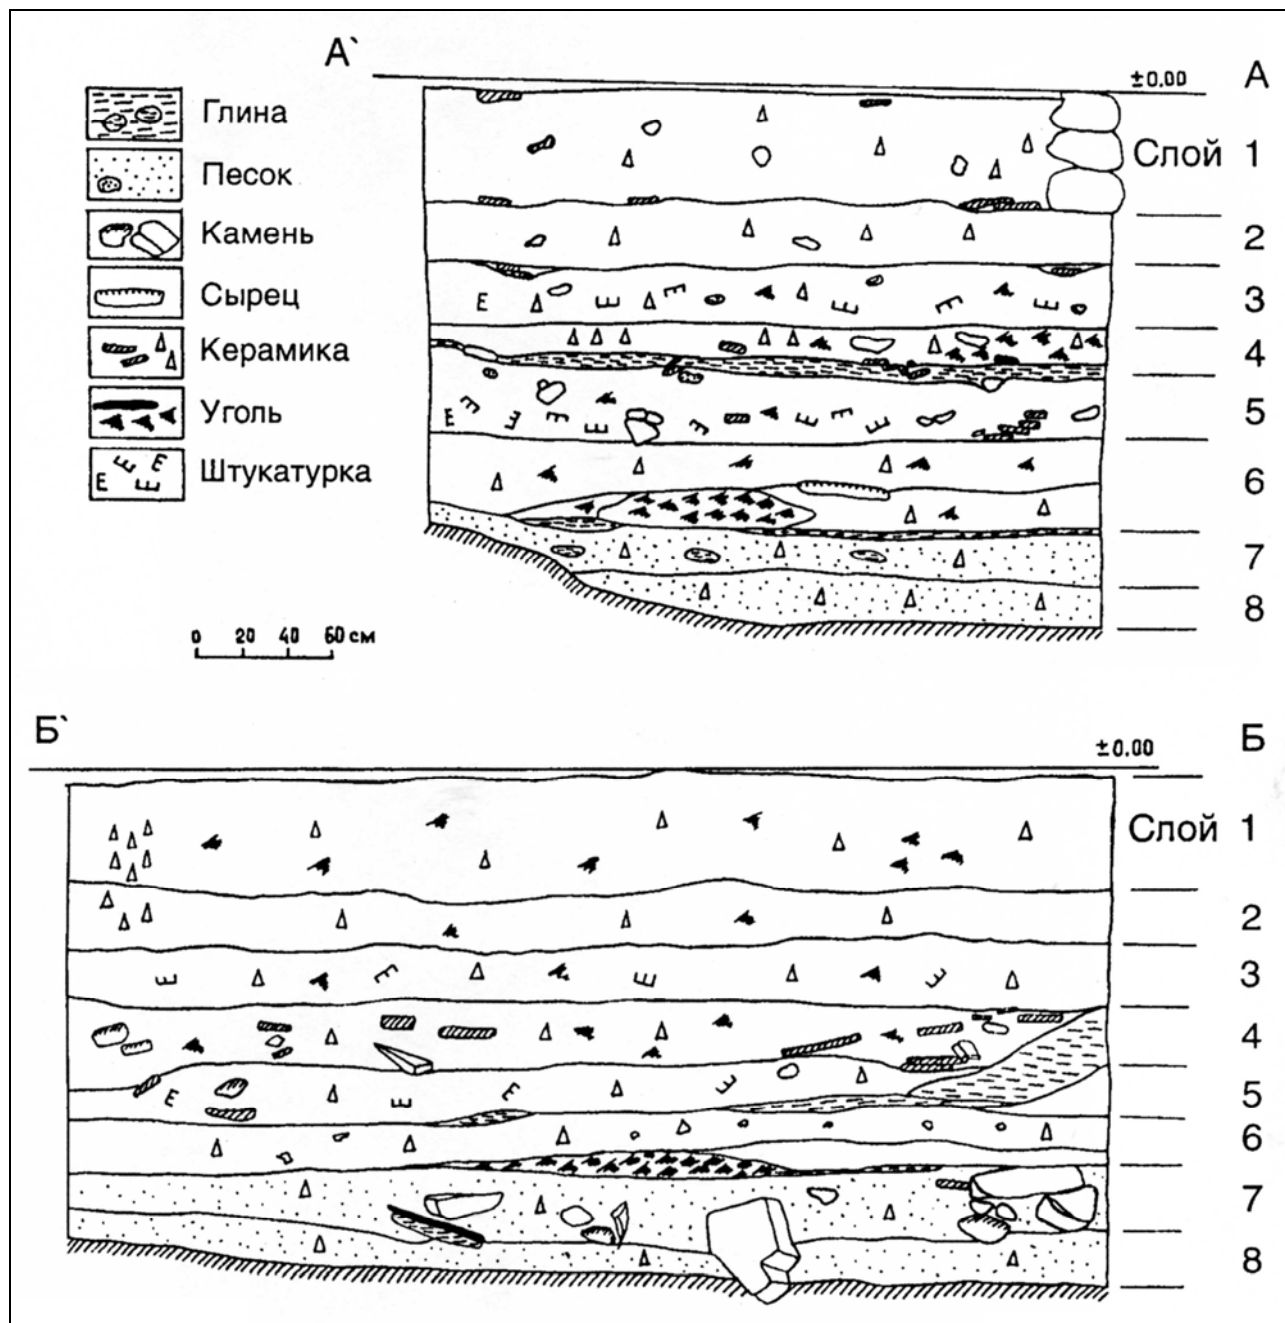 А`
А
±0.00
Глина
Песок
Камень
Сырец
Керамика
Уголь
Штукатурка
Слой 1
2
3
4
5
6
7
8
0 20 40 60 см
Б`
Б
±0.00
Слой 1
2
3
4
5
6
7
8